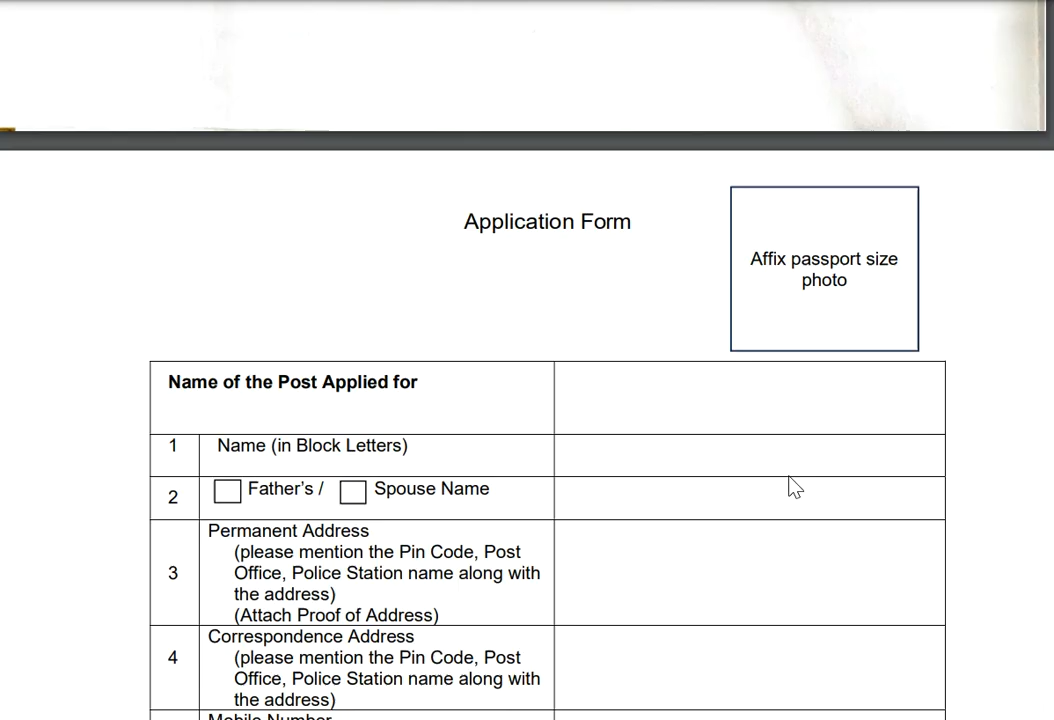 Application Form
Affix passport size
photo
Name of the Post Applied for
1 Name (in Block Letters)
2 Father’s / Spouse Name
3 Permanent Address
(please mention the Pin Code, Post
Office, Police Station name along with
the address)
(Attach Proof of Address)
4 Correspondence Address
(please mention the Pin Code, Post
Office, Police Station name along with
the address)
Mobile Number